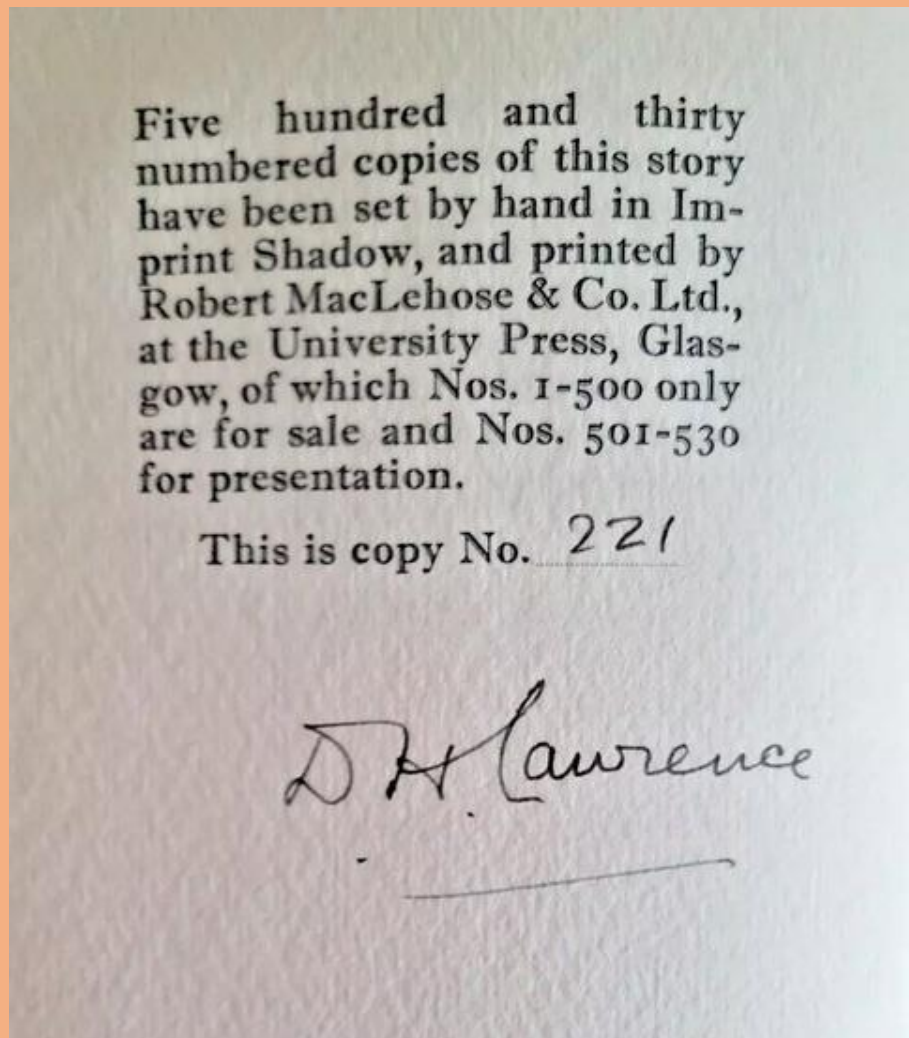 Five hundred and thirty
numbered copies of this story
have been set by hand in Im-
print Shadow, and printed by
Robert MacLehose & Co. Ltd.,
at the University Press, Glas-
gow, of which Nos. 1-500 only
are for sale and Nos. 501-530
for presentation.
This is copy No. 221
D. H. Lawrence